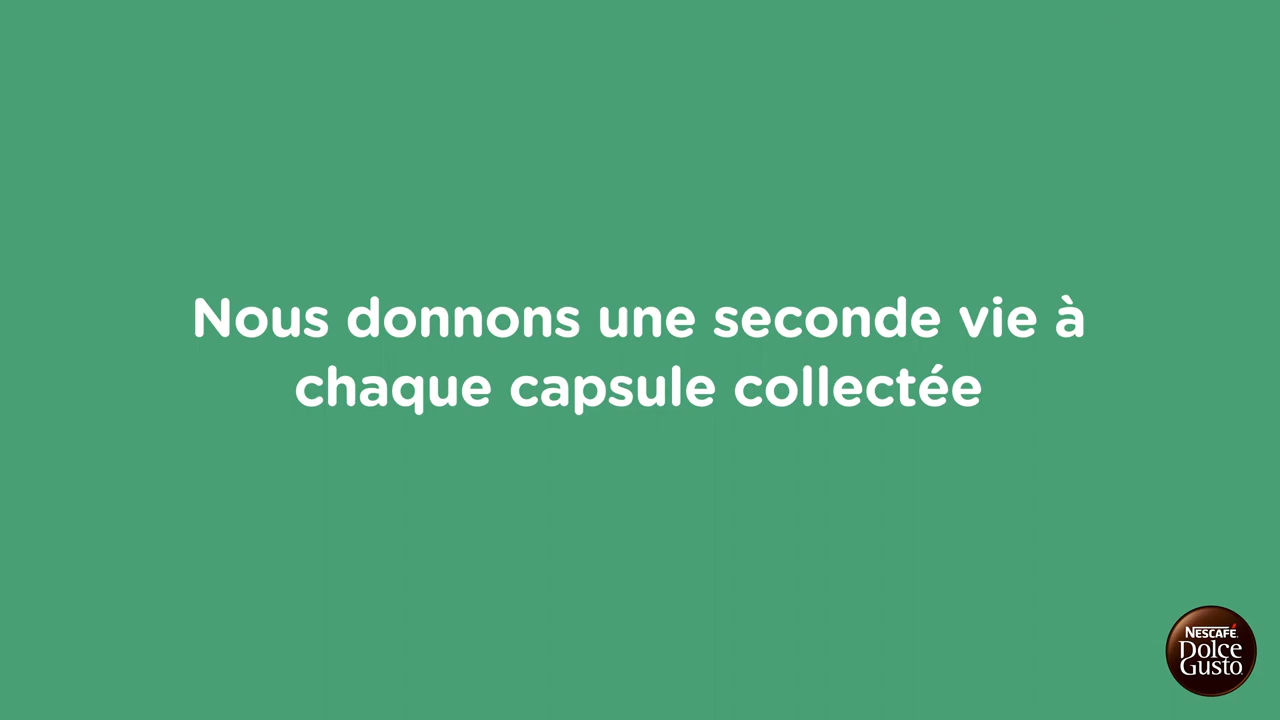 Nous donnons une seconde vie à
chaque capsule collectée
NESCAFÉ.
Dolce
Gusto